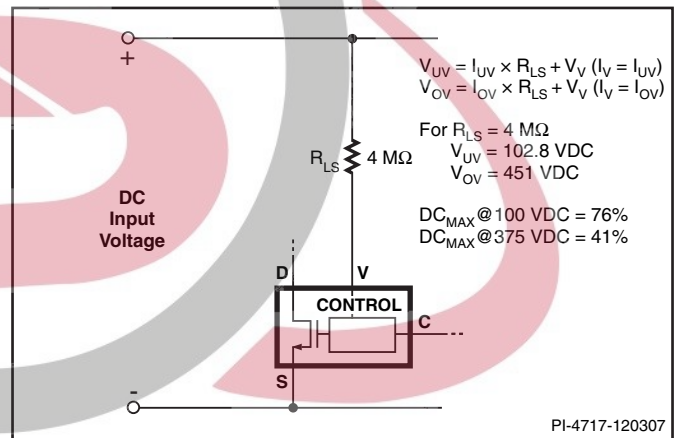 +
V_UV = I_UV × R_LS + V_V (I_V = I_UV)
V_OV = I_OV × R_LS + V_V (I_V = I_OV)
For R_LS = 4 MΩ
V_UV = 102.8 VDC
V_OV = 451 VDC
R_LS 4 MΩ
DC
Input
Voltage
DC_MAX@100 VDC = 76%
DC_MAX@375 VDC = 41%
D V
CONTROL
C
S
-
PI-4717-120307